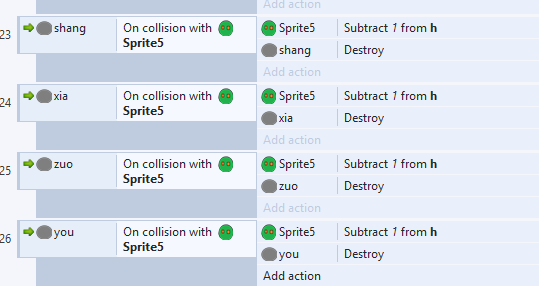 Add action
23
shang
On collision with
Sprite5
Sprite5
Subtract 1 from h
shang
Destroy
Add action
24
xia
On collision with
Sprite5
Sprite5
Subtract 1 from h
xia
Destroy
Add action
25
zuo
On collision with
Sprite5
Sprite5
Subtract 1 from h
zuo
Destroy
Add action
26
you
On collision with
Sprite5
Sprite5
Subtract 1 from h
you
Destroy
Add action